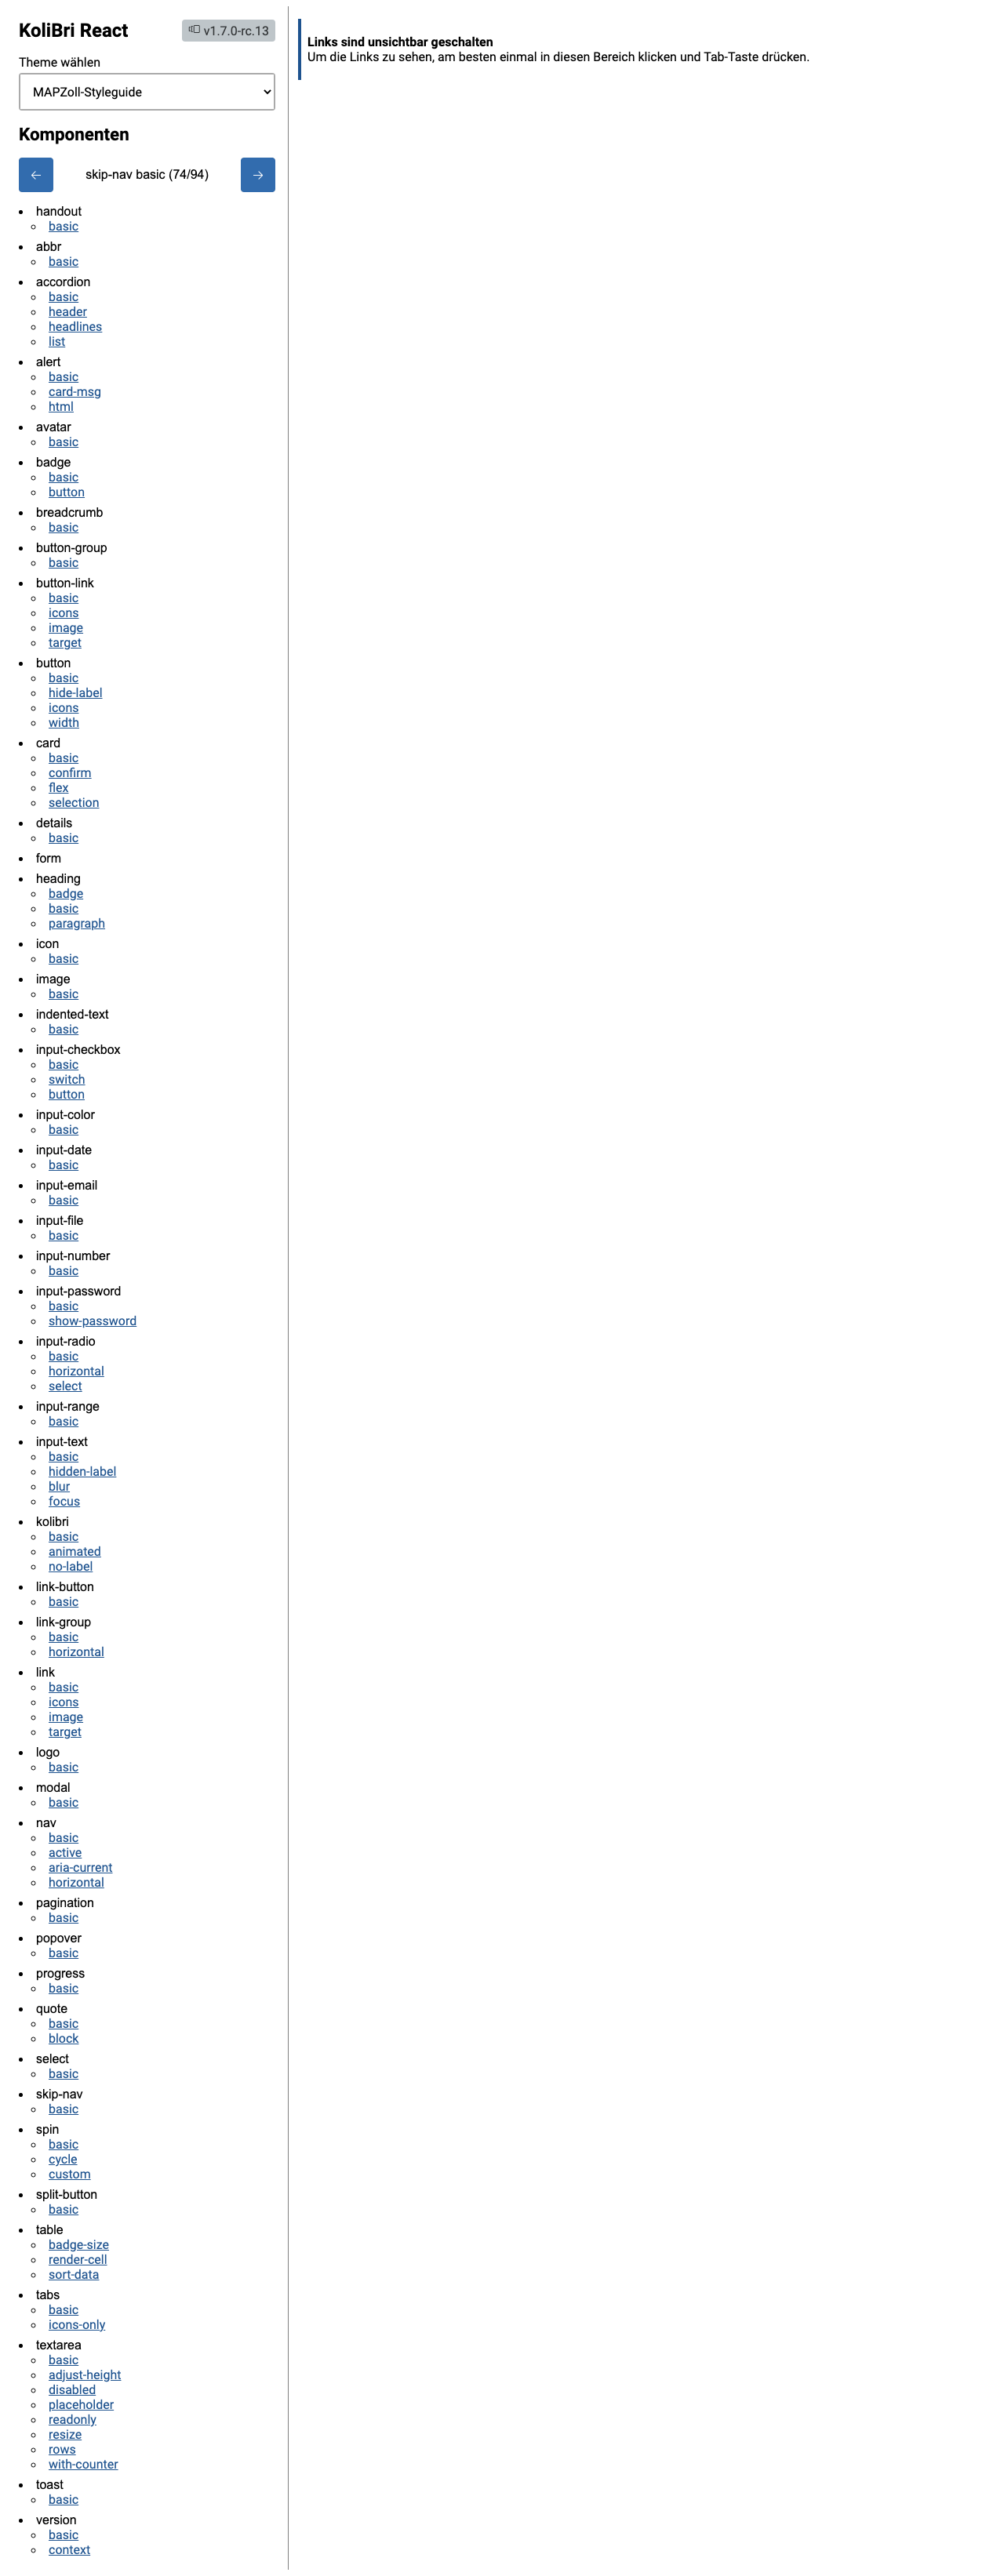 KoliBri React
v1.7.0-rc.13
Theme wählen
MAPZoll-Styleguide
Komponenten
skip-nav basic (74/94)
handout
basic
abbr
basic
accordion
basic
header
headlines
list
alert
basic
card-msg
html
avatar
basic
badge
basic
button
breadcrumb
basic
button-group
basic
button-link
basic
icons
image
target
button
basic
hide-label
icons
width
card
basic
confirm
flex
selection
details
basic
form
heading
badge
basic
paragraph
icon
basic
image
basic
indented-text
basic
input-checkbox
basic
switch
button
input-color
basic
input-date
basic
input-email
basic
input-file
basic
input-number
basic
input-password
basic
show-password
input-radio
basic
horizontal
select
input-range
basic
input-text
basic
hidden-label
blur
focus
kolibri
basic
animated
no-label
link-button
basic
link-group
basic
horizontal
link
basic
icons
image
target
logo
basic
modal
basic
nav
basic
active
aria-current
horizontal
pagination
basic
popover
basic
progress
basic
quote
basic
block
select
basic
skip-nav
basic
spin
basic
cycle
custom
split-button
basic
table
badge-size
render-cell
sort-data
tabs
basic
icons-only
textarea
basic
adjust-height
disabled
placeholder
readonly
resize
rows
with-counter
toast
basic
version
basic
context
Links sind unsichtbar geschalten
Um die Links zu sehen, am besten einmal in diesen Bereich klicken und Tab-Taste drücken.